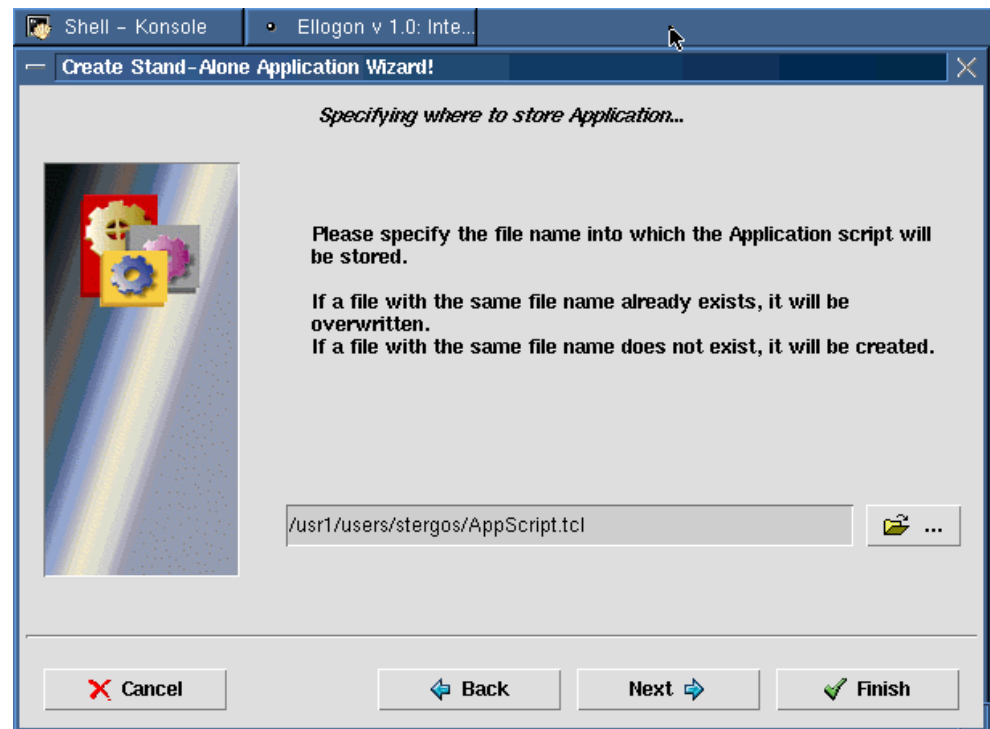 Shell – Konsole
Ellogon v 1.0: Inte...
Create Stand-Alone Application Wizard!
Specifying where to store Application...
Please specify the file name into which the Application script will
be stored.
If a file with the same file name already exists, it will be
overwritten.
If a file with the same file name does not exist, it will be created.
/usr1/users/stergos/AppScript.tcl
...
Cancel
Back
Next
Finish